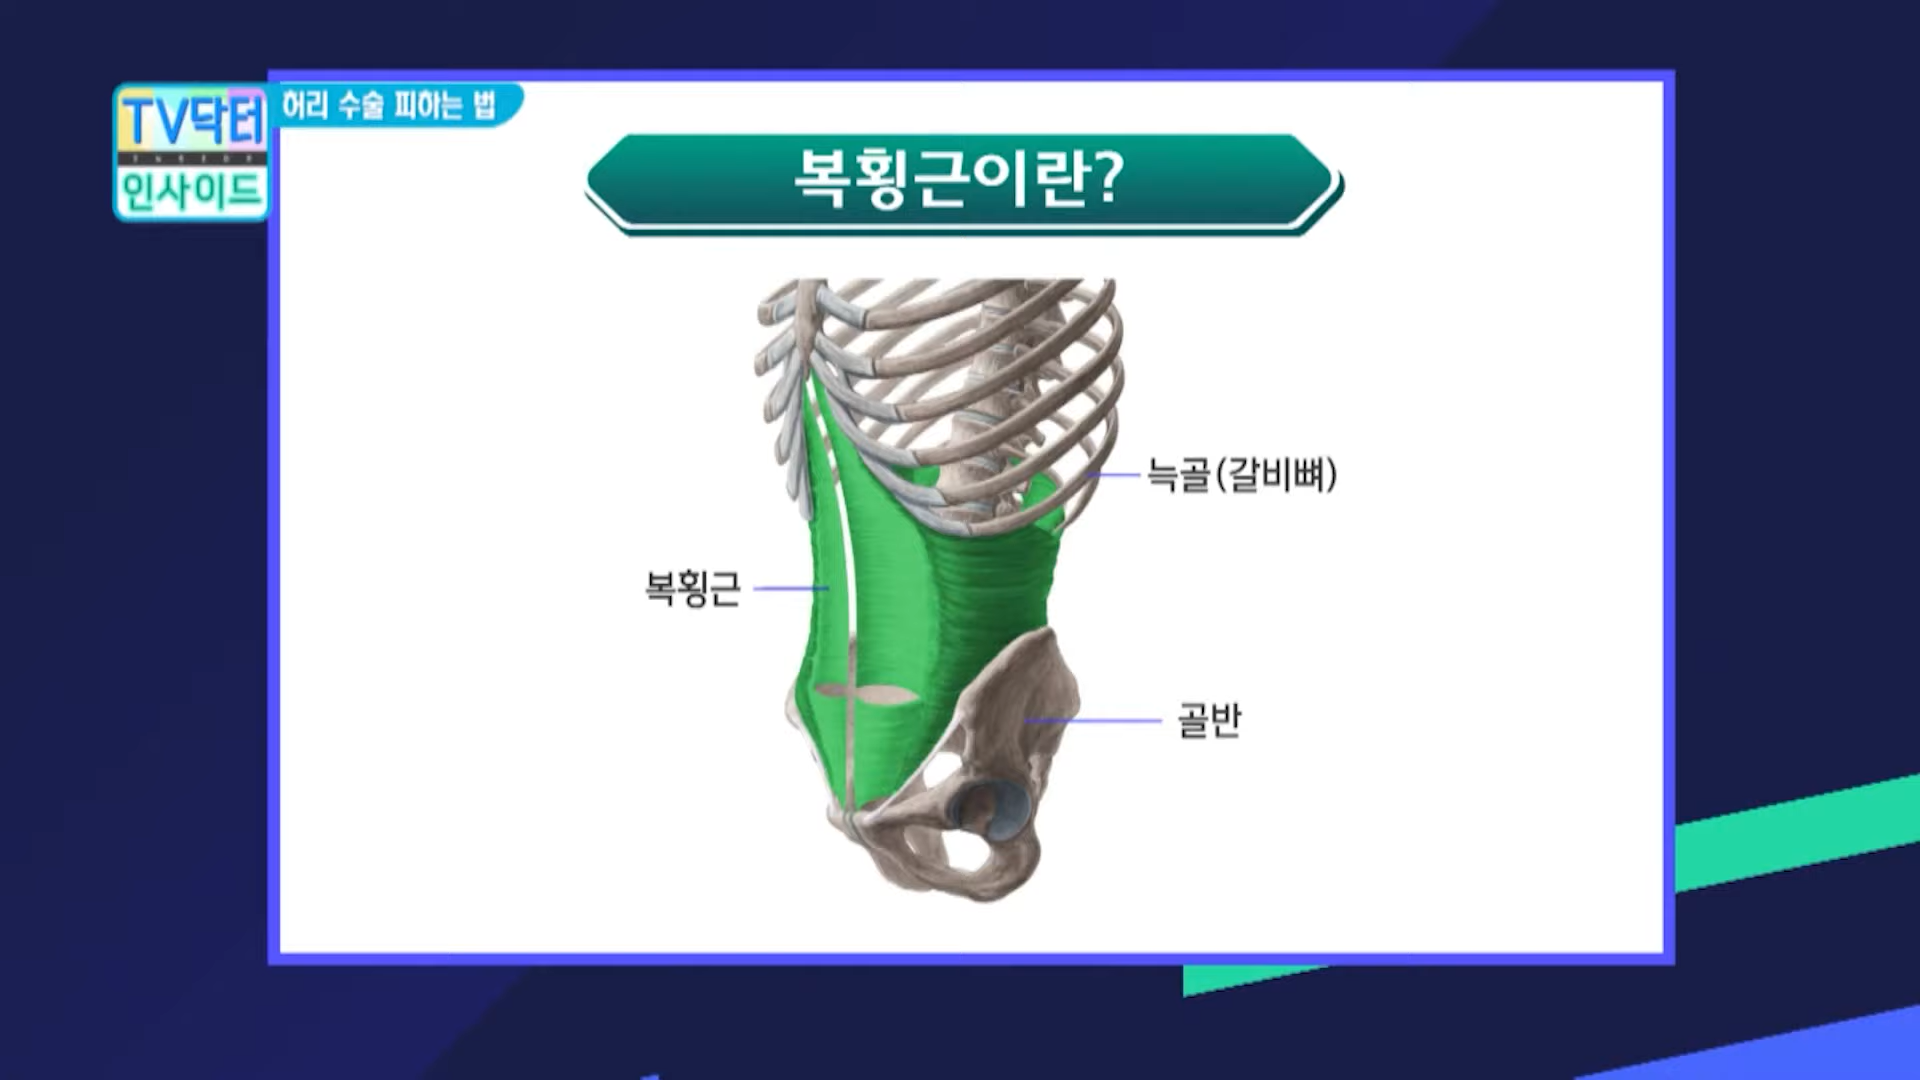 TV닥터
INSIDE
인사이드
허리 수술 피하는 법
복횡근이란?
늑골(갈비뼈)
복횡근
골반